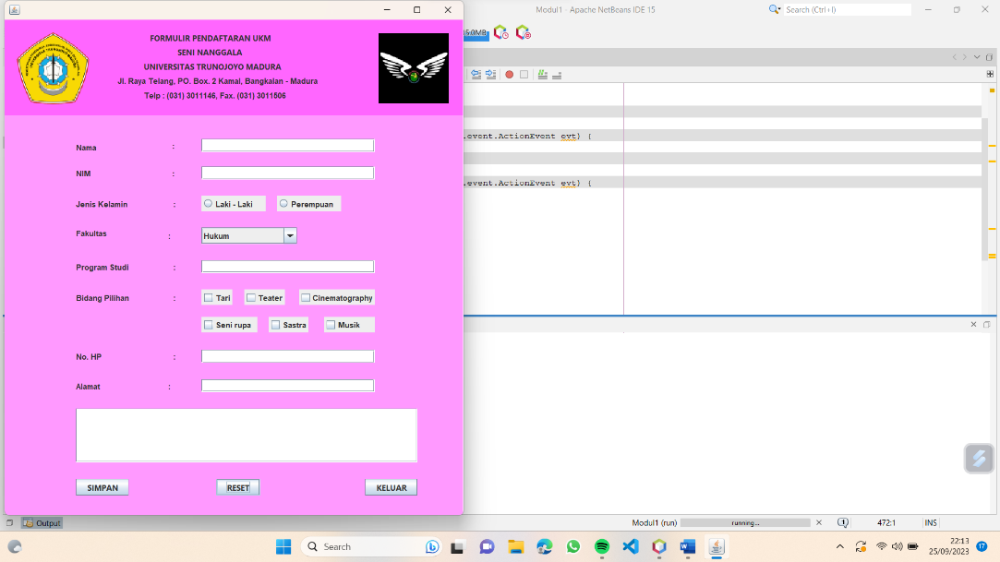 Modul1 - Apache NetBeans IDE 15
Search (Ctrl+I)
FORMULIR PENDAFTARAN UKM
SENI NANGGALA
UNIVERSITAS TRUNOJOYO MADURA
Jl. Raya Telang, PO. Box. 2 Kamal, Bangkalan - Madura
Telp : (031) 3011146, Fax. (031) 3011506
Nama :
NIM :
Jenis Kelamin : Laki - Laki Perempuan
Fakultas : Hukum
Program Studi :
Bidang Pilihan : Tari Teater Cinematography
Seni rupa Sastra Musik
No. HP :
Alamat :
SIMPAN RESET KELUAR
.event.ActionEvent evt) {
.event.ActionEvent evt) {
Output
Modul1 (run) running... 1 472:1 INS
Search
22:13
25/09/2023
17